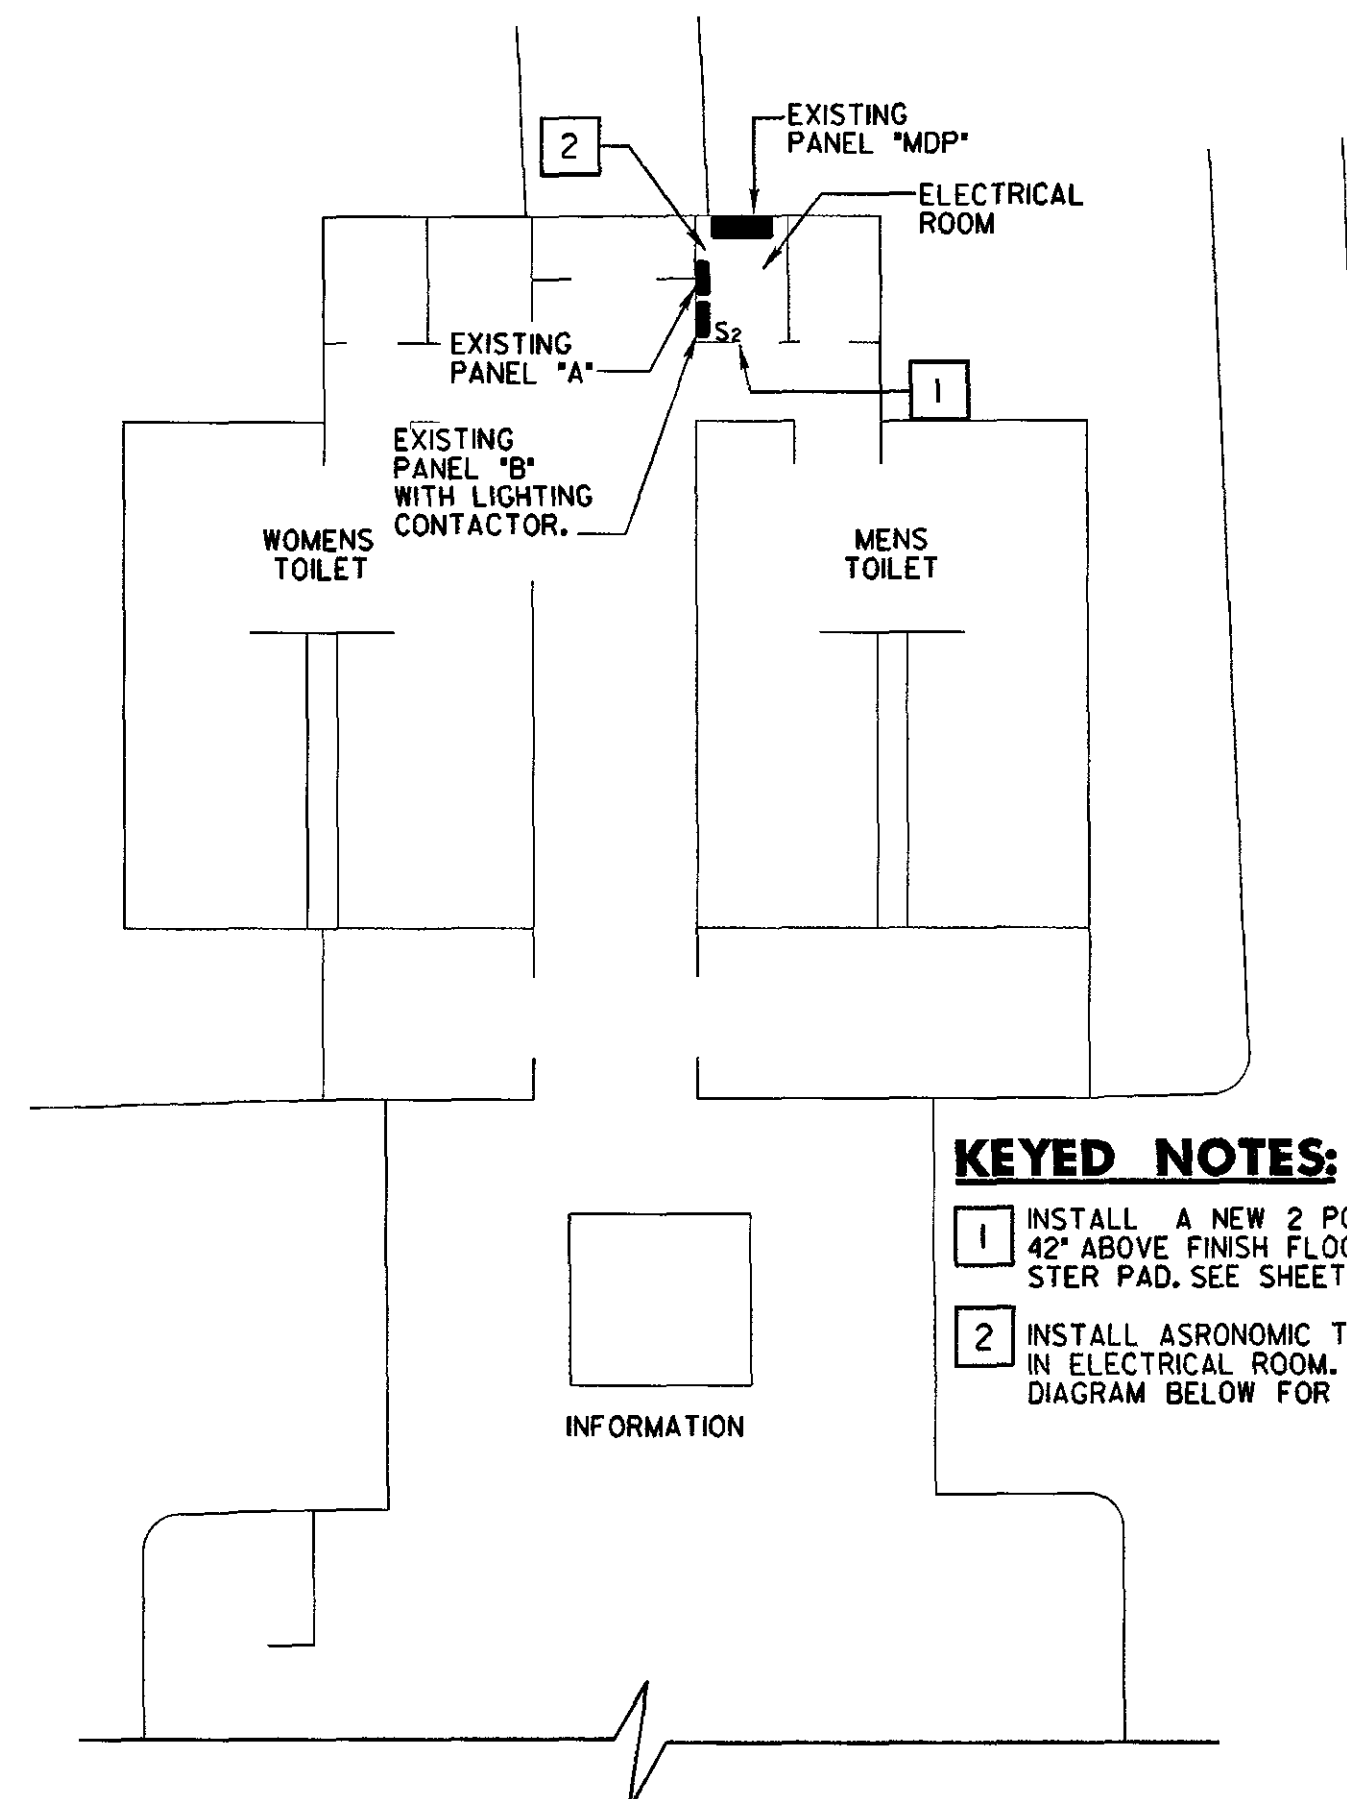 2
EXISTING
PANEL "MDP"
ELECTRICAL
ROOM
EXISTING
PANEL "A"
S2
1
EXISTING
PANEL "B"
WITH LIGHTING
CONTACTOR.
WOMENS
TOILET
MENS
TOILET
KEYED NOTES:
1 INSTALL A NEW 2
42" ABOVE FINISH
STER PAD. SEE SHEET
2 INSTALL ASRONOMIC T
IN ELECTRICAL ROOM.
DIAGRAM BELOW FOR
INFORMATION